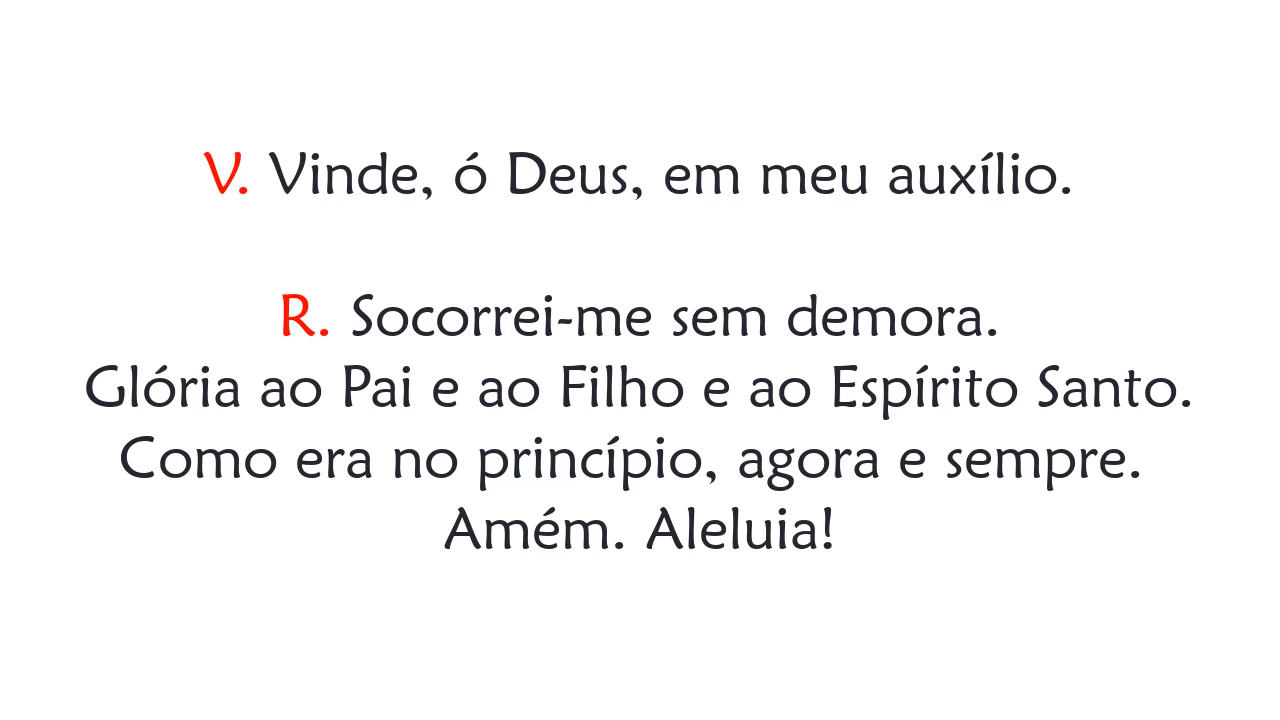 V. Vinde, ó Deus, em meu auxílio.
R. Socorrei-me sem demora.
Glória ao Pai e ao Filho e ao Espírito Santo.
Como era no princípio, agora e sempre.
Amém. Aleluia!